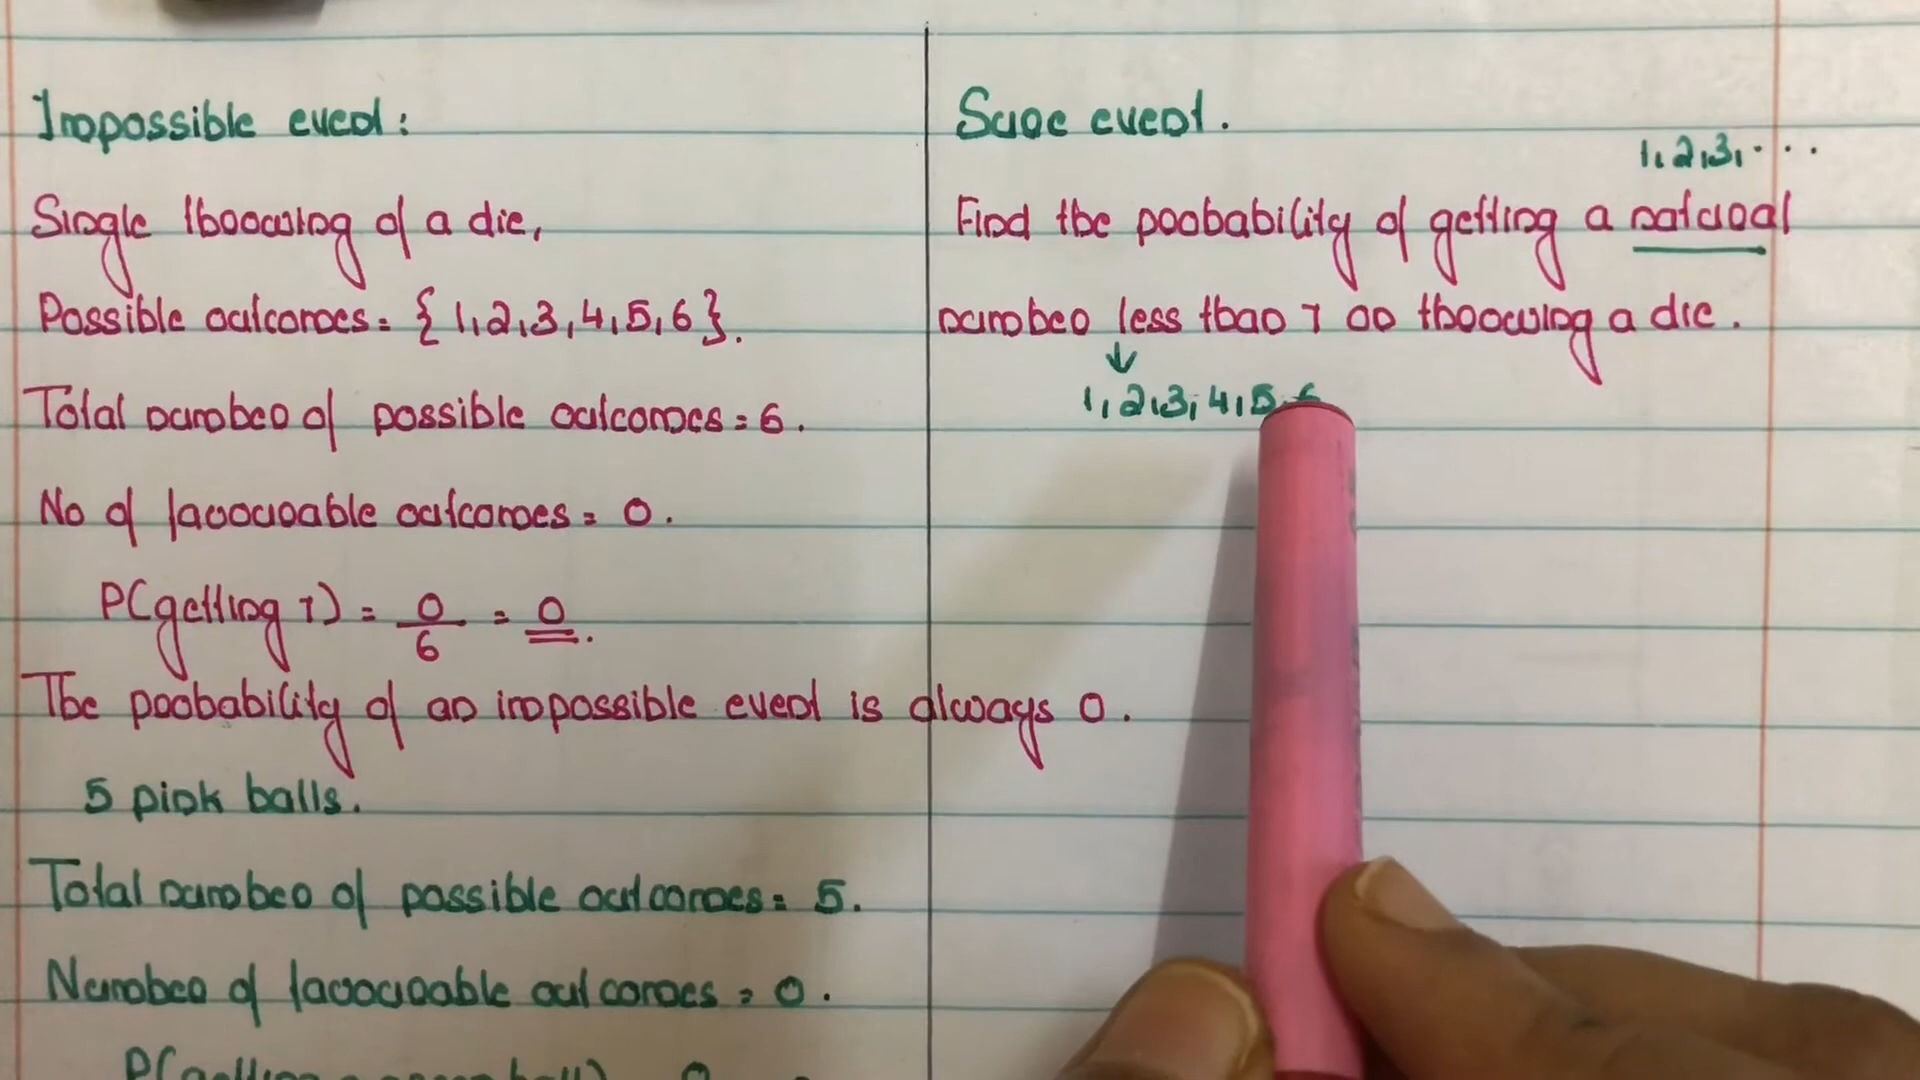 Impossible event:
Single throwing of a die,
Possible outcomes = {1,2,3,4,5,6}.
Total number of possible outcomes = 6.
No of favourable outcomes = 0.
P(getting 7) = 0/6 = 0.
The probability of an impossible event is always 0.
5 pink balls.
Total number of possible outcomes = 5.
Number of favourable outcomes = 0.
Sure event.
1,2,3,...
Find the probability of getting a natural
number less than 7 on throwing a die.
↓
1,2,3,4,5,6